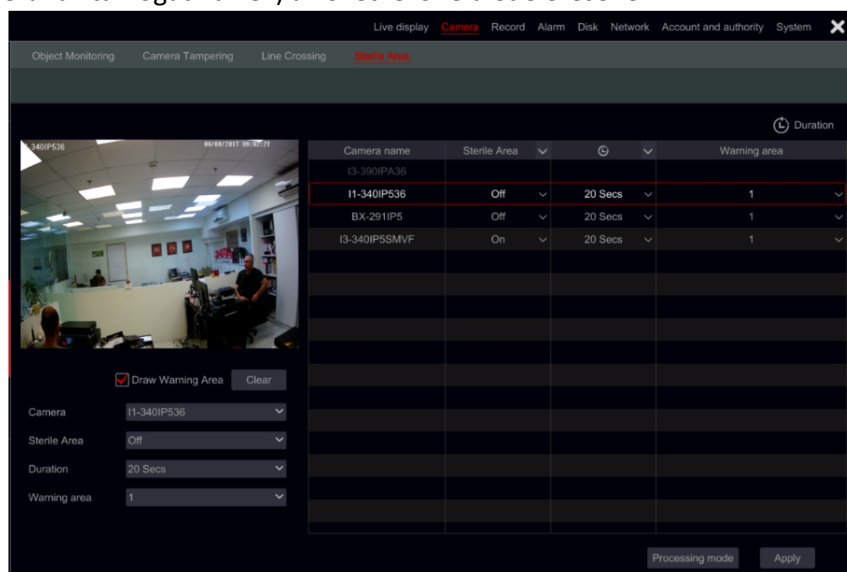 Live display Camera Record Alarm Disk Network Account and authority System
Object Monitoring Camera Tampering Line Crossing Sterile Area
Duration
340IP536
Camera name Sterile Area Warning area
I3-390IPA36
I1-340IP536 Off 20 Secs 1
BX-291IP5 Off 20 Secs 1
I3-340IP5SMVF On 20 Secs 1
Draw Warning Area Clear
Camera I1-340IP536
Sterile Area Off
Duration 20 Secs
Warning area 1
Processing mode Apply